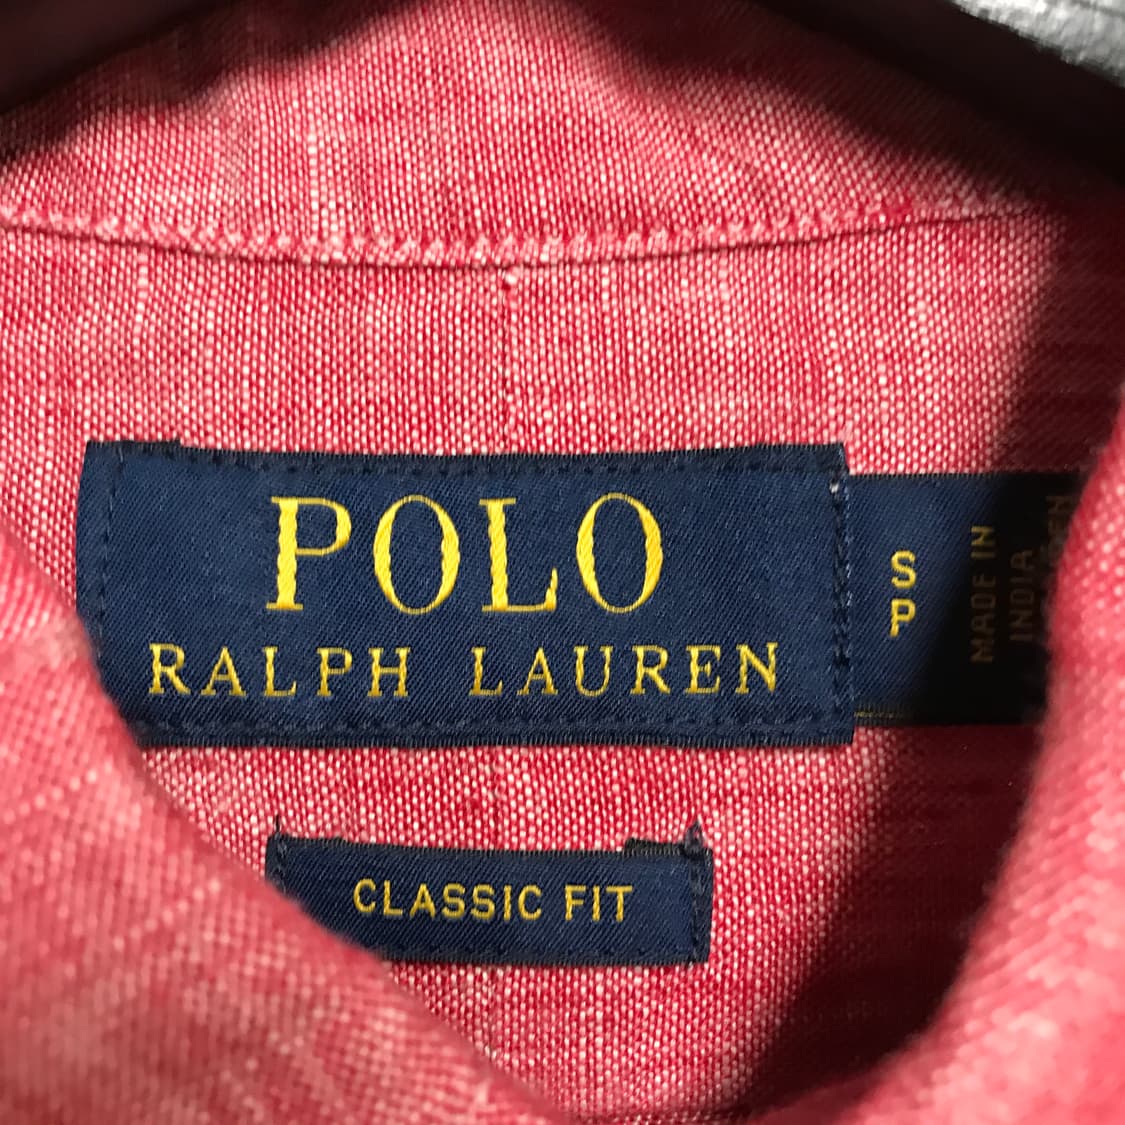 POLO
RALPH LAUREN
S
P
MADE IN
INDIA
CLASSIC FIT